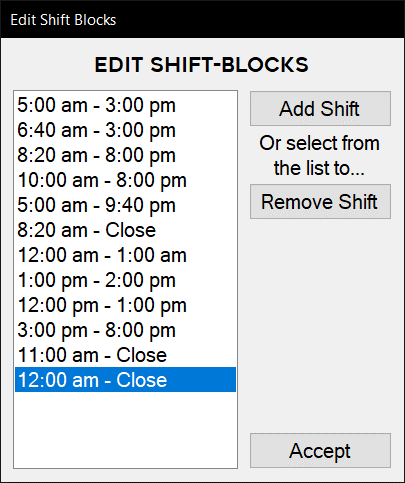 Edit Shift Blocks
EDIT SHIFT-BLOCKS
5:00 am - 3:00 pm
6:40 am - 3:00 pm
8:20 am - 8:00 pm
10:00 am - 8:00 pm
5:00 am - 9:40 pm
8:20 am - Close
12:00 am - 1:00 am
1:00 pm - 2:00 pm
12:00 pm - 1:00 pm
3:00 pm - 8:00 pm
11:00 am - Close
12:00 am - Close
Add Shift
Or select from
the list to...
Remove Shift
Accept